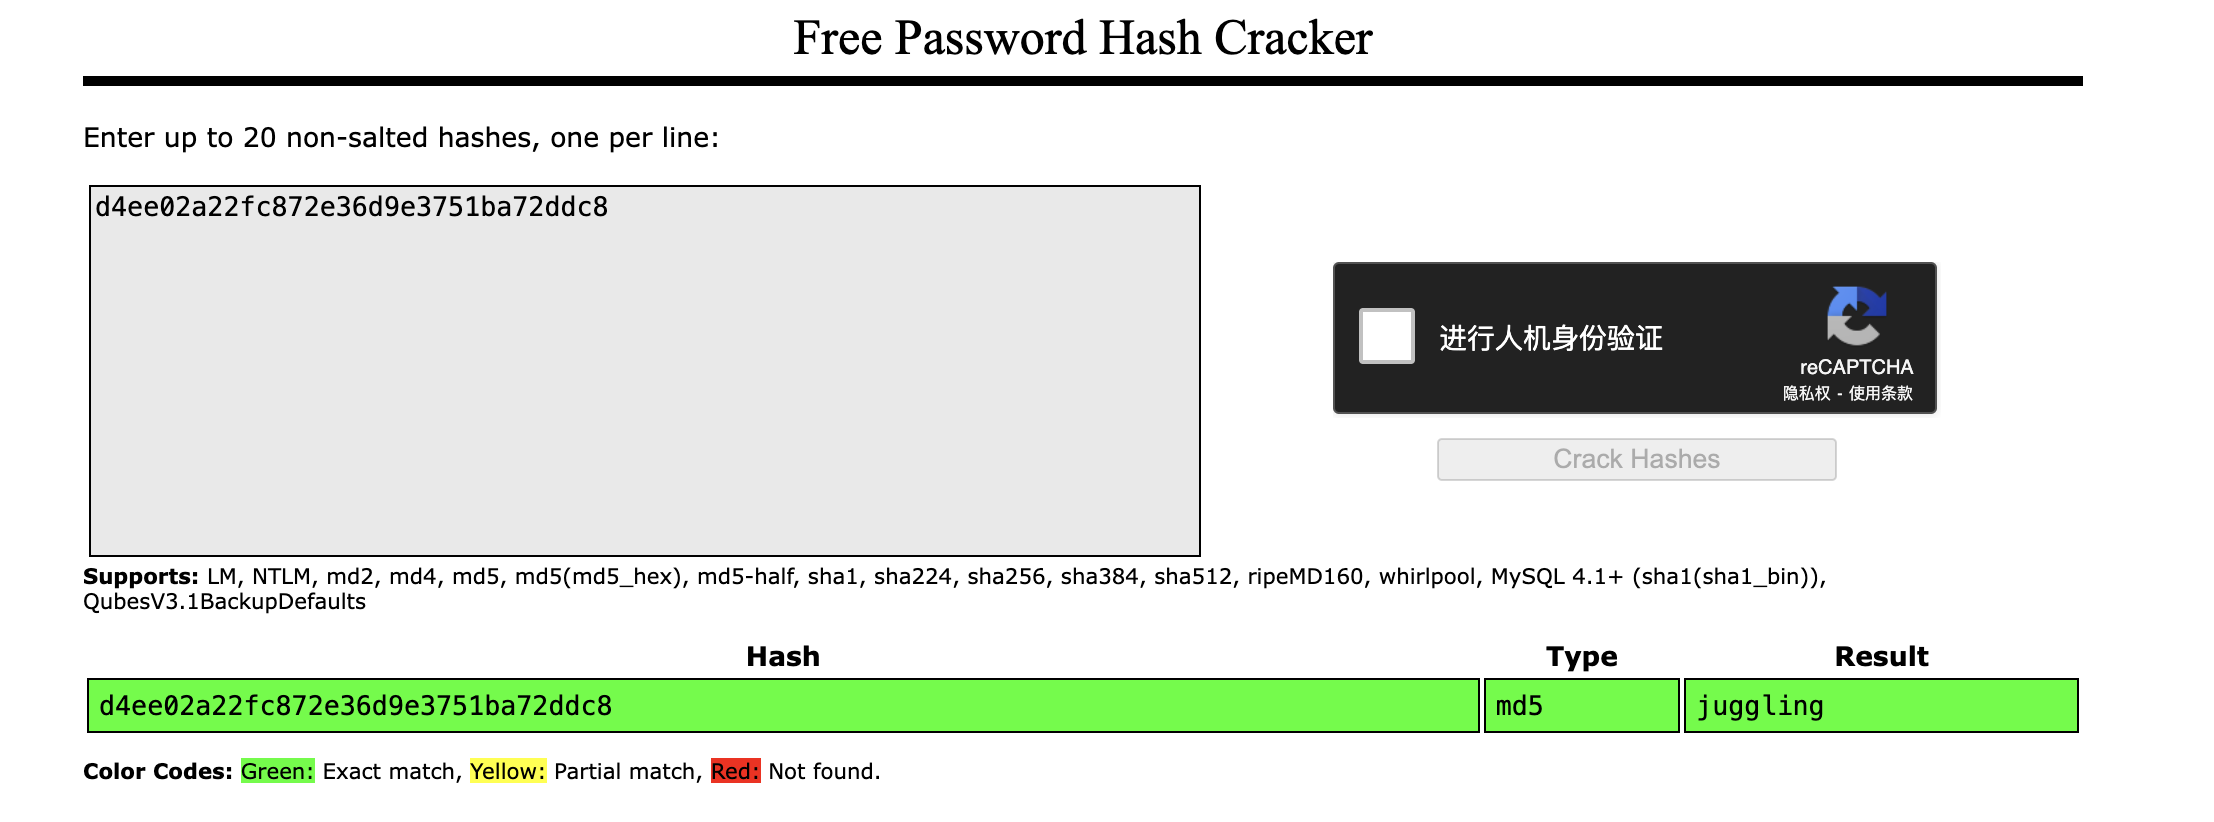 Free Password Hash Cracker
Enter up to 20 non-salted hashes, one per line:
d4ee02a22fc872e36d9e3751ba72ddc8
进行人机身份验证
reCAPTCHA
隐私权 - 使用条款
Crack Hashes
Supports: LM, NTLM, md2, md4, md5, md5(md5_hex), md5-half, sha1, sha224, sha256, sha384, sha512, ripeMD160, whirlpool, MySQL 4.1+ (sha1(sha1_bin)),
QubesV3.1BackupDefaults
Hash Type Result
d4ee02a22fc872e36d9e3751ba72ddc8 md5 juggling
Color Codes: Green: Exact match, Yellow: Partial match, Red: Not found.